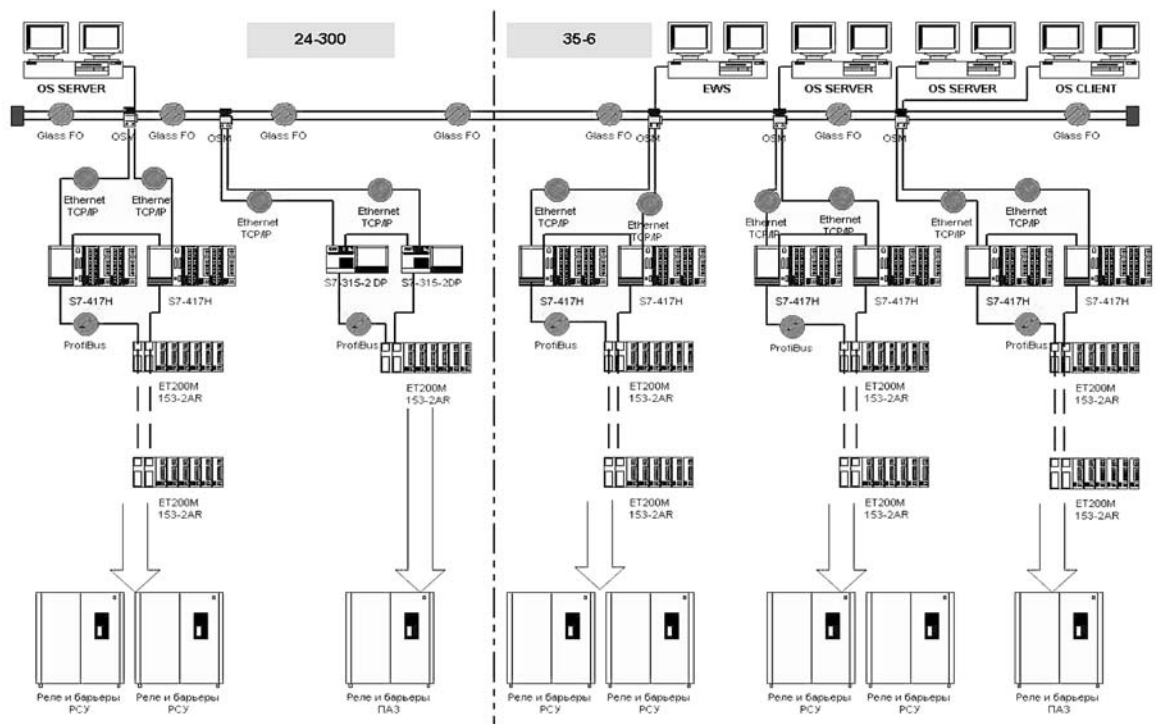 24-300
35-6
OS SERVER
EWS
OS SERVER
OS SERVER
OS CLIENT
Glass FO
OSM
Glass FO
OSM
Glass FO
Glass FO
Glass FO
OSM
OSM
Glass FO
OSM
Glass FO
Ethernet
TCP/IP
Ethernet
TCP/IP
Ethernet
TCP/IP
Ethernet
TCP/IP
Ethernet
TCP/IP
Ethernet
TCP/IP
Ethernet
TCP/IP
Ethernet
TCP/IP
Ethernet
TCP/IP
Ethernet
TCP/IP
S7-417H
S7-417H
S7-315-2 DP
S7-315-2DP
S7-417H
S7-417H
S7-417H
S7-417H
S7-417H
S7-417H
ProfiBus
ProfiBus
ProfiBus
ProfiBus
ProfiBus
ET200M
153-2AR
ET200M
153-2AR
ET200M
153-2AR
ET200M
153-2AR
ET200M
153-2AR
ET200M
153-2AR
ET200M
153-2AR
ET200M
153-2AR
ET200M
153-2AR
Реле и барьеры
РСУ
Реле и барьеры
РСУ
Реле и барьеры
ПАЗ
Реле и барьеры
РСУ
Реле и барьеры
РСУ
Реле и барьеры
РСУ
Реле и барьеры
РСУ
Реле и барьеры
ПАЗ